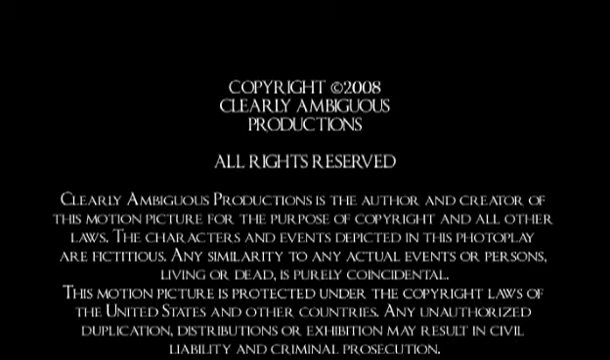 COPYRIGHT ©2008
CLEARLY AMBIGUOUS
PRODUCTIONS
ALL RIGHTS RESERVED
CLEARLY AMBIGUOUS PRODUCTIONS IS THE AUTHOR AND CREATOR OF
THIS MOTION PICTURE FOR THE PURPOSE OF COPYRIGHT AND ALL OTHER
LAWS. THE CHARACTERS AND EVENTS DEPICTED IN THIS PHOTOPLAY
ARE FICTITIOUS. ANY SIMILARITY TO ANY ACTUAL EVENTS OR PERSONS,
LIVING OR DEAD, IS PURELY COINCIDENTAL.
THIS MOTION PICTURE IS PROTECTED UNDER THE COPYRIGHT LAWS OF
THE UNITED STATES AND OTHER COUNTRIES. ANY UNAUTHORIZED
DUPLICATION, DISTRIBUTIONS OR EXHIBITION MAY RESULT IN CIVIL
LIABILITY AND CRIMINAL PROSECUTION.